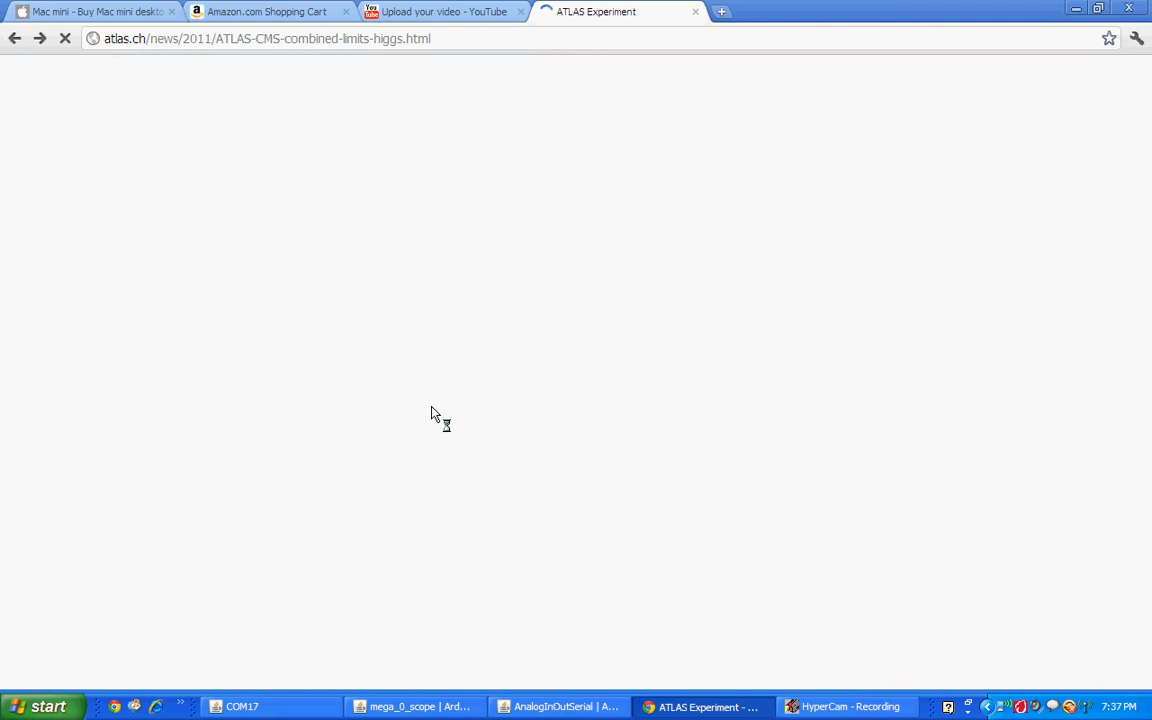 Mac mini - Buy Mac mini deskto
Amazon.com Shopping Cart
You Tube
Upload your video - YouTube
ATLAS Experiment
atlas.ch/news/2011/ATLAS-CMS-combined-limits-higgs.html
start
COM17
mega_0_scope | Ard...
AnalogInOutSerial | A...
ATLAS Experiment - ...
HyperCam - Recording
7:37 PM